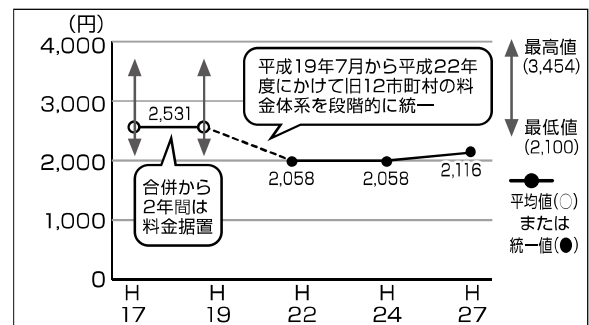 (円)
4,000
3,000
2,000
1,000
0
2,531
平成19年7月から平成22年
度にかけて旧12市町村の料
金体系を段階的に統一
合併から
2年間は
料金据置
2,058
2,058
2,116
H
17
H
19
H
22
H
24
H
27
最高値
(3,454)
最低値
(2,100)
平均値(○)
または
統一値(●)